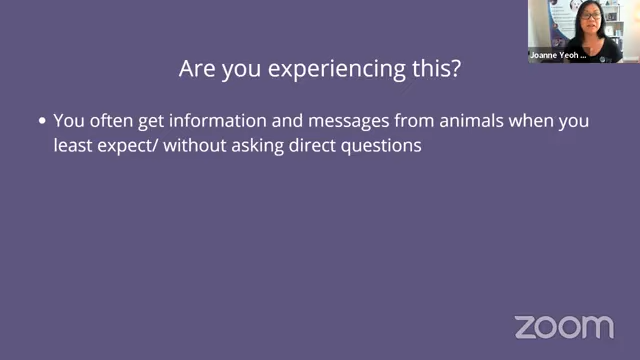 Joanne Yeoh ...
Are you experiencing this?
• You often get information and messages from animals when you
least expect/ without asking direct questions
zoom